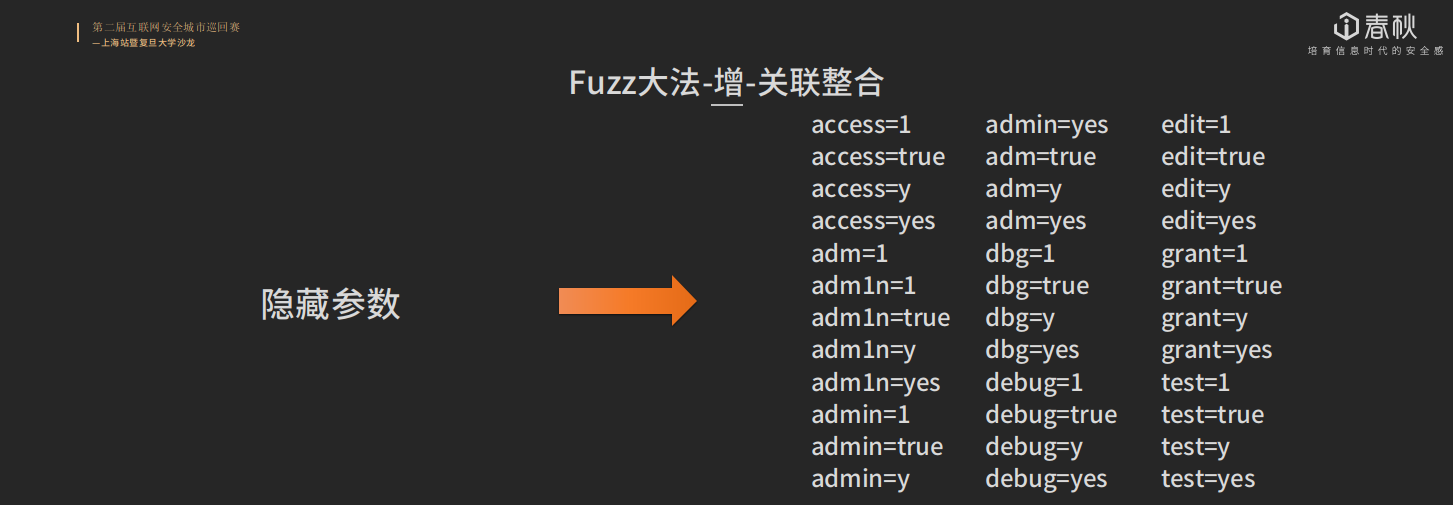 第二届互联网安全城市巡回赛
—上海站暨复旦大学沙龙
春秋
培育信息时代的安全感
Fuzz大法-增-关联整合
隐藏参数
access=1
access=true
access=y
access=yes
adm=1
adm1n=1
adm1n=true
adm1n=y
adm1n=yes
admin=1
admin=true
admin=y
admin=yes
adm=true
adm=y
adm=yes
dbg=1
dbg=true
dbg=y
dbg=yes
debug=1
debug=true
debug=y
debug=yes
edit=1
edit=true
edit=y
edit=yes
grant=1
grant=true
grant=y
grant=yes
test=1
test=true
test=y
test=yes